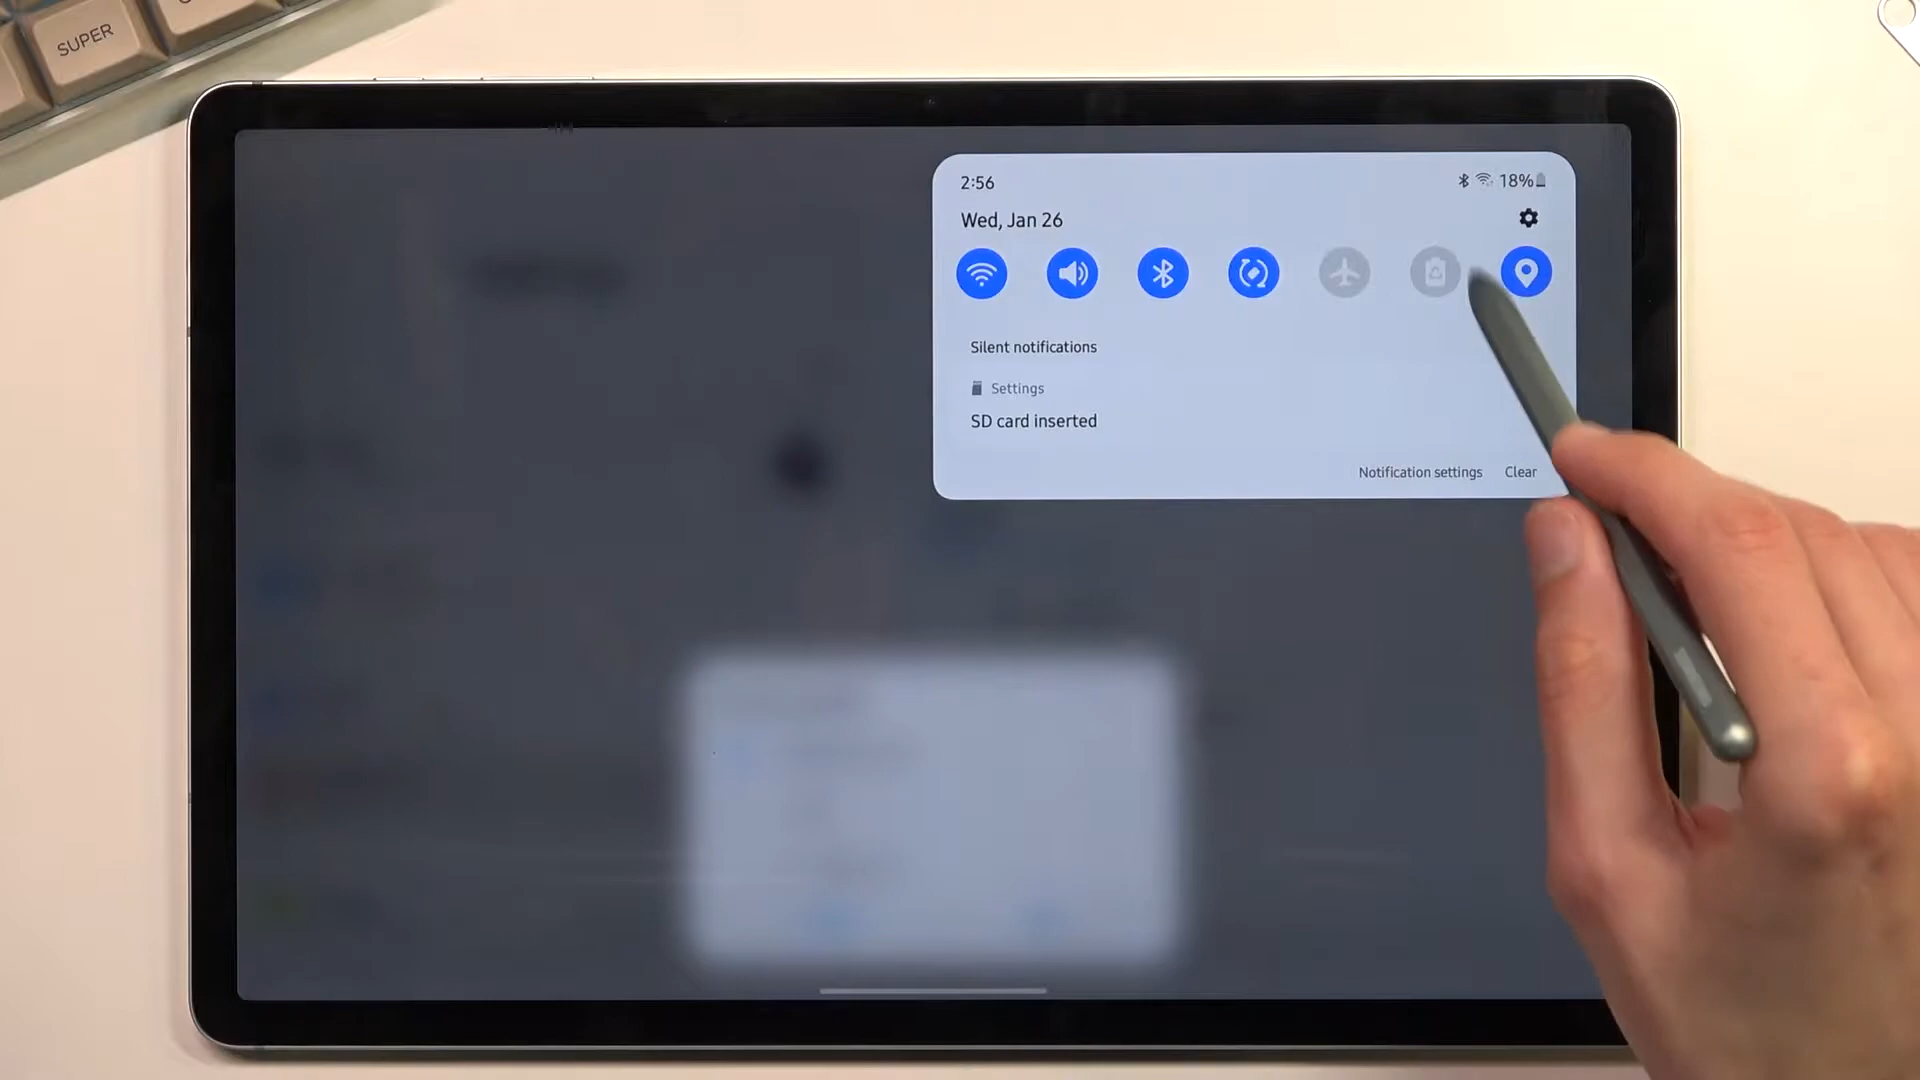 SUPER
2:56
18%
Wed, Jan 26
Silent notifications
Settings
SD card inserted
Notification settings
Clear